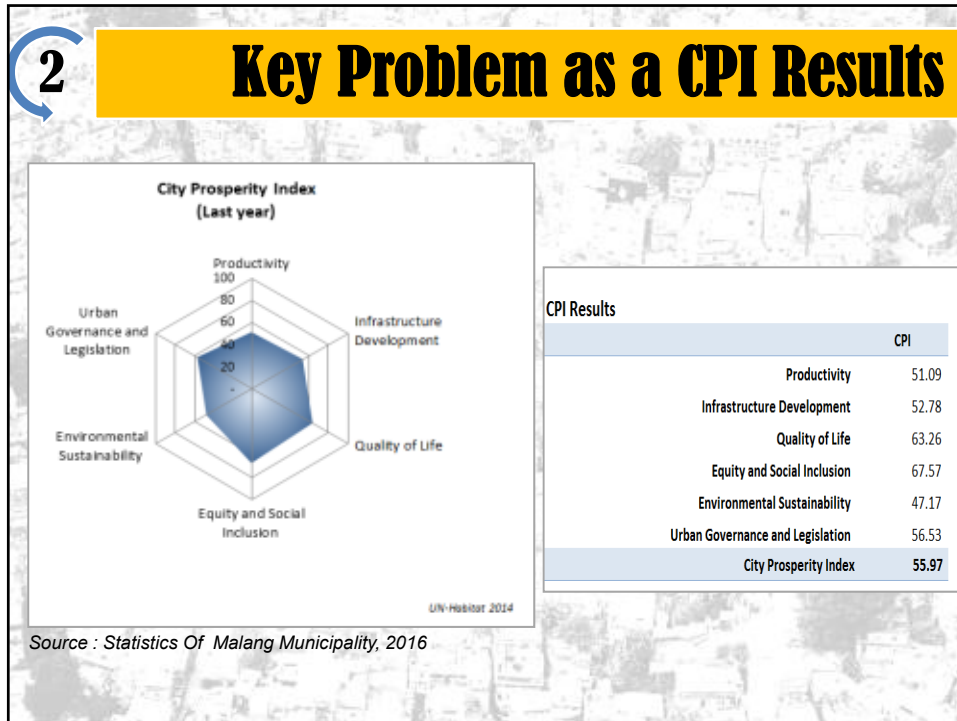 2
Key Problem as a CPI Results
City Prosperity Index
(Last year)
Productivity
100
80
60
40
20
-
Urban
Governance and
Legislation
Infrastructure
Development
Environmental
Sustainability
Quality of Life
Equity and Social
Inclusion
UN-Habitat 2014
CPI Results
CPI
Productivity 51.09
Infrastructure Development 52.78
Quality of Life 63.26
Equity and Social Inclusion 67.57
Environmental Sustainability 47.17
Urban Governance and Legislation 56.53
City Prosperity Index 55.97
Source : Statistics Of Malang Municipality, 2016